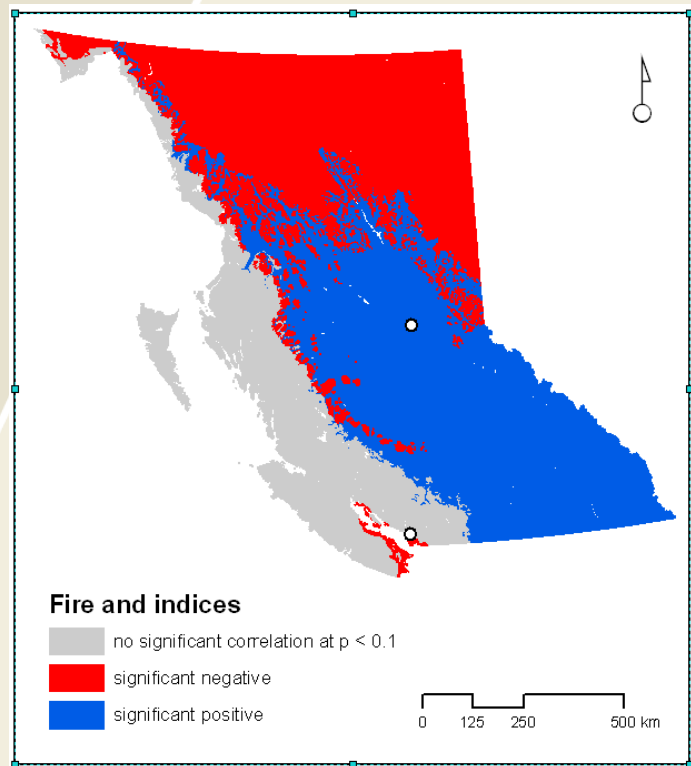 Fire and indices
no significant correlation at p < 0.1
significant negative
significant positive
0 125 250 500 km